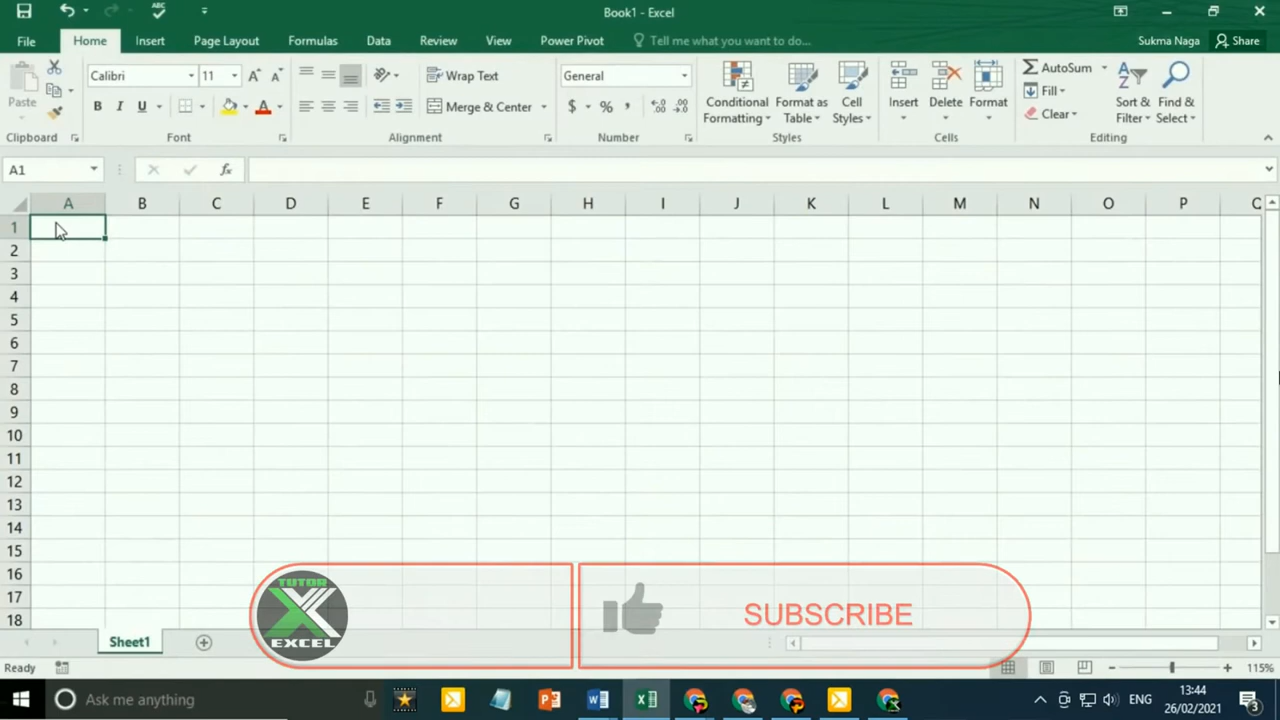 Book1 - Excel
File Home Insert Page Layout Formulas Data Review View Power Pivot Tell me what you want to do... Sukma Naga Share
Paste Calibri 11 Wrap Text General Conditional Formatting Format as Table Cell Styles Insert Delete Format AutoSum Fill Clear Sort & Filter Find & Select
B I U A Merge & Center $ % ,
Clipboard Font Alignment Number Styles Cells Editing
A1 fx
A B C D E F G H I J K L M N O P Q
1
2
3
4
5
6
7
8
9
10
11
12
13
14
15
16
17
18
TUTOR
EXCEL
SUBSCRIBE
Sheet1
Ready 115%
Ask me anything ENG 13:44
26/02/2021 3